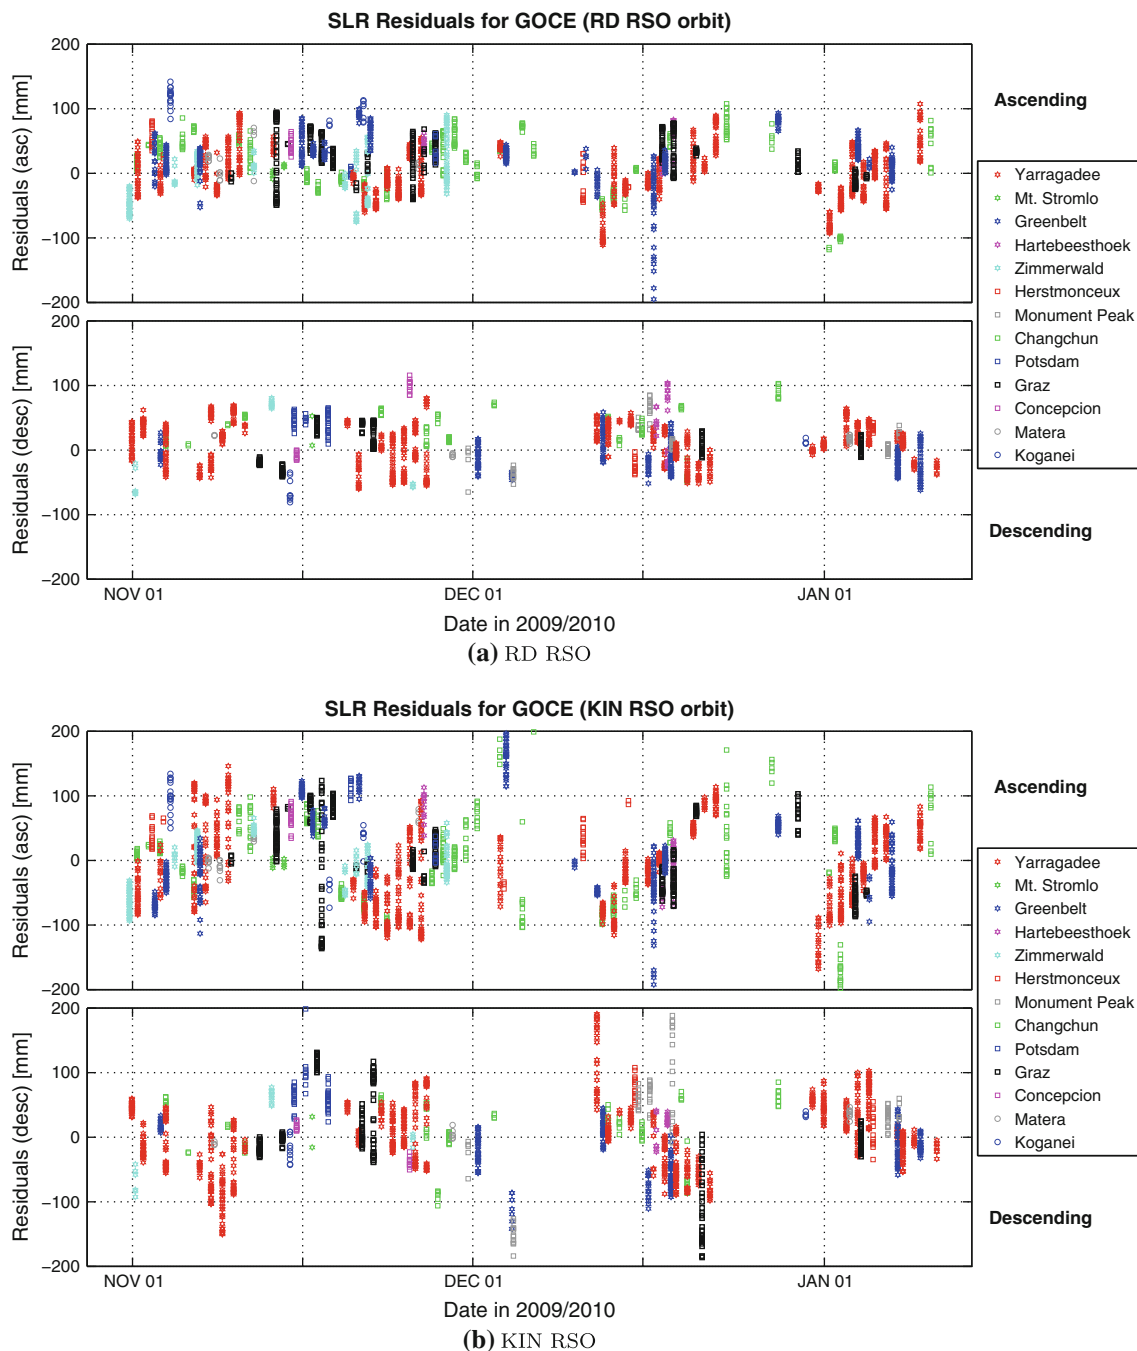 SLR Residuals for GOCE (RD RSO orbit)
Residuals (asc) [mm]
200
100
0
−100
−200
Ascending
Yarragadee
Mt. Stromlo
Greenbelt
Hartebeesthoek
Zimmerwald
Herstmonceux
Monument Peak
Changchun
Potsdam
Graz
Concepcion
Matera
Koganei
Descending
Residuals (desc) [mm]
200
100
0
−100
−200
NOV 01
DEC 01
JAN 01
Date in 2009/2010
(a) RD RSO
SLR Residuals for GOCE (KIN RSO orbit)
Residuals (asc) [mm]
200
100
0
−100
−200
Ascending
Yarragadee
Mt. Stromlo
Greenbelt
Hartebeesthoek
Zimmerwald
Herstmonceux
Monument Peak
Changchun
Potsdam
Graz
Concepcion
Matera
Koganei
Descending
Residuals (desc) [mm]
200
100
0
−100
−200
NOV 01
DEC 01
JAN 01
Date in 2009/2010
(b) KIN RSO